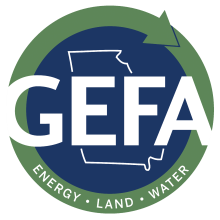 GEFA
ENERGY • LAND • WATER